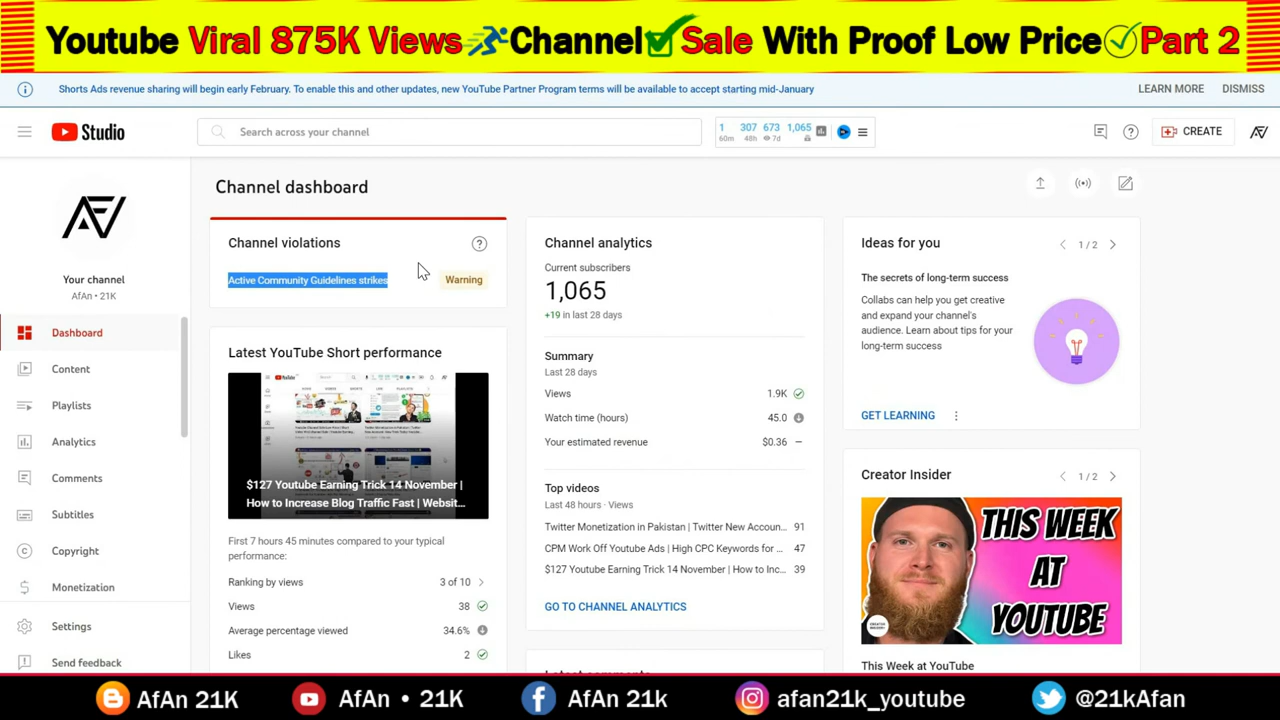 Youtube Viral 875K Views Channel Sale With Proof Low Price Part 2
Shorts Ads revenue sharing will begin early February. To enable this and other updates, new YouTube Partner Program terms will be available to accept starting mid-January
LEARN MORE
DISMISS
Studio
Search across your channel
1 307 673 1,065
60m 48h 7d
CREATE
Channel dashboard
Your channel
AfAn • 21K
Dashboard
Content
Playlists
Analytics
Comments
Subtitles
Copyright
Monetization
Settings
Send feedback
Channel violations
Active Community Guidelines strikes
Warning
Latest YouTube Short performance
$127 Youtube Earning Trick 14 November |
How to Increase Blog Traffic Fast | Websit...
First 7 hours 45 minutes compared to your typical
performance:
Ranking by views 3 of 10
Views 38
Average percentage viewed 34.6%
Likes 2
Channel analytics
Current subscribers
1,065
+19 in last 28 days
Summary
Last 28 days
Views 1.9K
Watch time (hours) 45.0
Your estimated revenue $0.36 —
Top videos
Last 48 hours · Views
Twitter Monetization in Pakistan | Twitter New Accoun... 91
CPM Work Off Youtube Ads | High CPC Keywords for ... 47
$127 Youtube Earning Trick 14 November | How to Inc... 39
GO TO CHANNEL ANALYTICS
Ideas for you
1 / 2
The secrets of long-term success
Collabs can help you get creative
and expand your channel's
audience. Learn about tips for your
long-term success
GET LEARNING
Creator Insider
1 / 2
THIS WEEK
AT
YOUTUBE
This Week at YouTube
AfAn 21K
AfAn • 21K
AfAn 21k
afan21k_youtube
@21kAfan